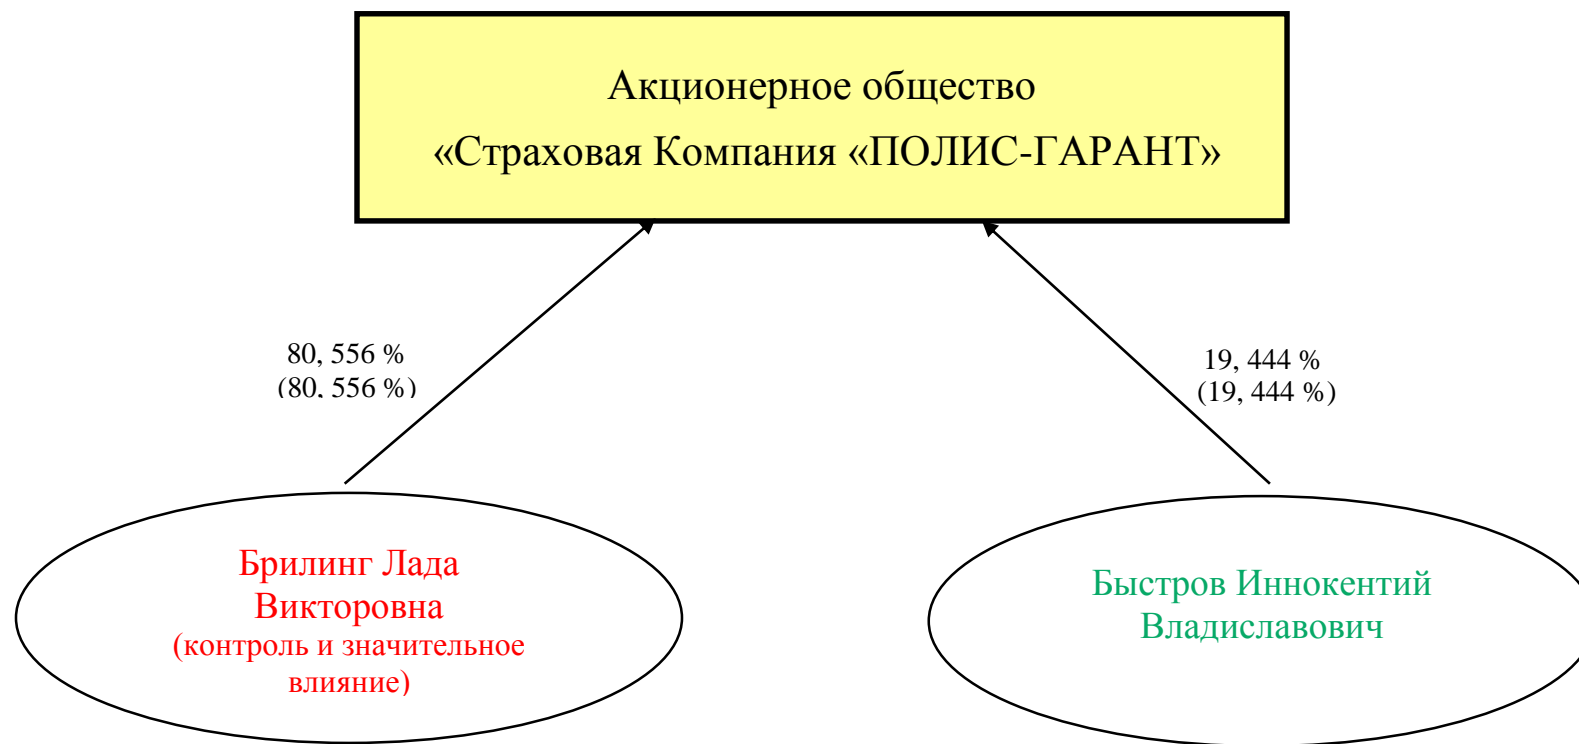 Акционерное общество
«Страховая Компания «ПОЛИС-ГАРАНТ»
80, 556 %
(80, 556 %)
19, 444 %
(19, 444 %)
Брилинг Лада
Викторовна
(контроль и значительное
влияние)
Быстров Иннокентий
Владиславович